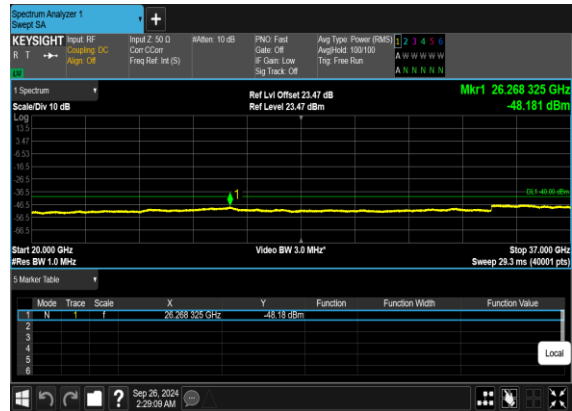 Spectrum Analyzer 1
Swept SA
+
KEYSIGHT Input: RF Input Z: 50 Ω #Atten: 10 dB PNO: Fast Avg Type: Power (RMS) 1 2 3 4 5 6
R T Coupling: DC Corr CCorr Gate: Off Avg|Hold: 100/100 A W W W W W
Align: Off Freq Ref: Int (S) IF Gain: Low Trig: Free Run
Sig Track: Off A N N N N N
LXI
1 Spectrum Ref Lvl Offset 23.47 dB Mkr1 26.268 325 GHz
Scale/Div 10 dB Ref Level 23.47 dBm -48.181 dBm
Log
13.5
3.47
-6.53
-16.5
-26.5
-36.5 1 DL1 -40.00 dBm
-46.5
-56.5
-66.5
Start 20.000 GHz Video BW 3.0 MHz* Stop 37.000 GHz
#Res BW 1.0 MHz Sweep 29.3 ms (40001 pts)
5 Marker Table
Mode Trace Scale X Y Function Function Width Function Value
1 N 1 f 26.268 325 GHz -48.18 dBm
2
3
4
5
6
Local
? Sep 26, 2024
2:29:09 AM